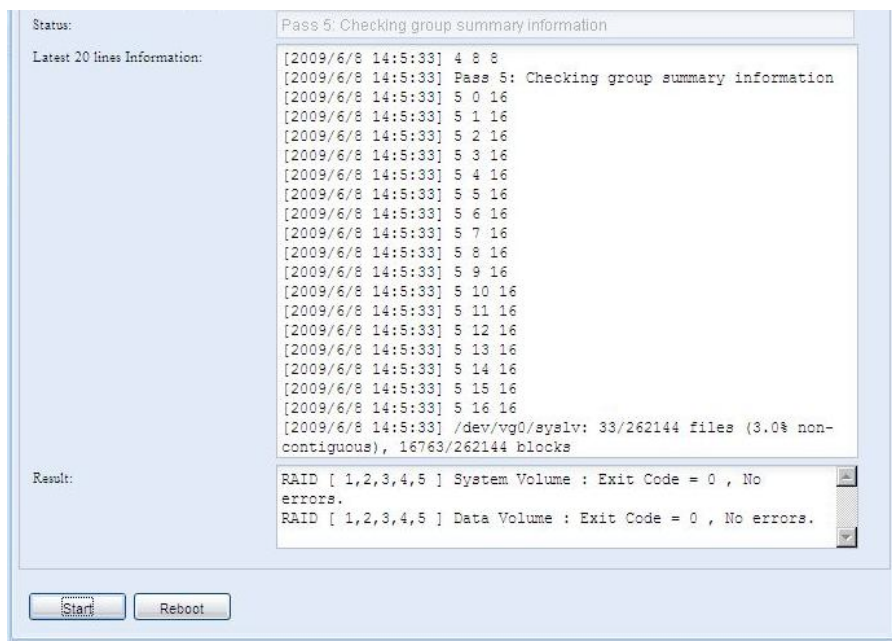 Status:
Pass 5: Checking group summary information
Latest 20 lines Information:
[2009/6/8 14:5:33] 4 8 8
[2009/6/8 14:5:33] Pass 5: Checking group summary information
[2009/6/8 14:5:33] 5 0 16
[2009/6/8 14:5:33] 5 1 16
[2009/6/8 14:5:33] 5 2 16
[2009/6/8 14:5:33] 5 3 16
[2009/6/8 14:5:33] 5 4 16
[2009/6/8 14:5:33] 5 5 16
[2009/6/8 14:5:33] 5 6 16
[2009/6/8 14:5:33] 5 7 16
[2009/6/8 14:5:33] 5 8 16
[2009/6/8 14:5:33] 5 9 16
[2009/6/8 14:5:33] 5 10 16
[2009/6/8 14:5:33] 5 11 16
[2009/6/8 14:5:33] 5 12 16
[2009/6/8 14:5:33] 5 13 16
[2009/6/8 14:5:33] 5 14 16
[2009/6/8 14:5:33] 5 15 16
[2009/6/8 14:5:33] 5 16 16
[2009/6/8 14:5:33] /dev/vg0/syslv: 33/262144 files (3.0% non-
contiguous), 16763/262144 blocks
Result:
RAID [ 1,2,3,4,5 ] System Volume : Exit Code = 0 , No
errors.
RAID [ 1,2,3,4,5 ] Data Volume : Exit Code = 0 , No errors.
Start
Reboot